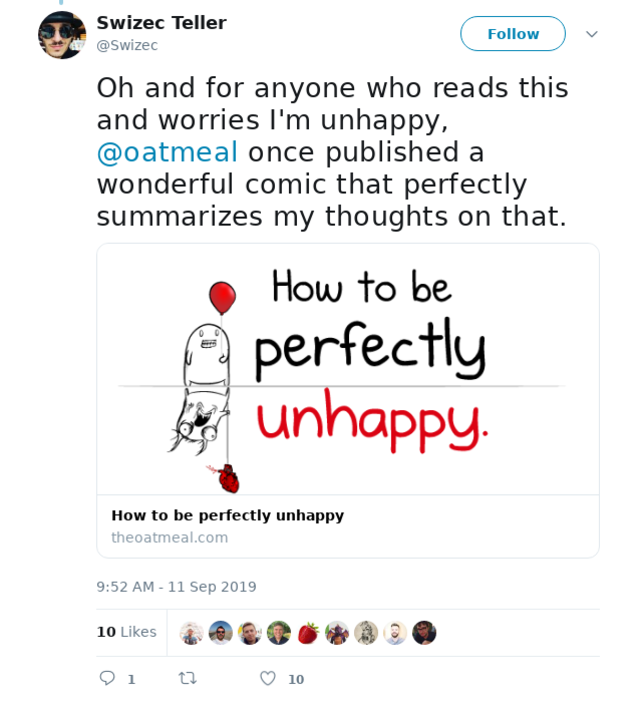 Swizec Teller
@Swizec
Follow
Oh and for anyone who reads this
and worries I'm unhappy,
@oatmeal once published a
wonderful comic that perfectly
summarizes my thoughts on that.
How to be
perfectly
unhappy.
How to be perfectly unhappy
theoatmeal.com
9:52 AM - 11 Sep 2019
10 Likes
1
10